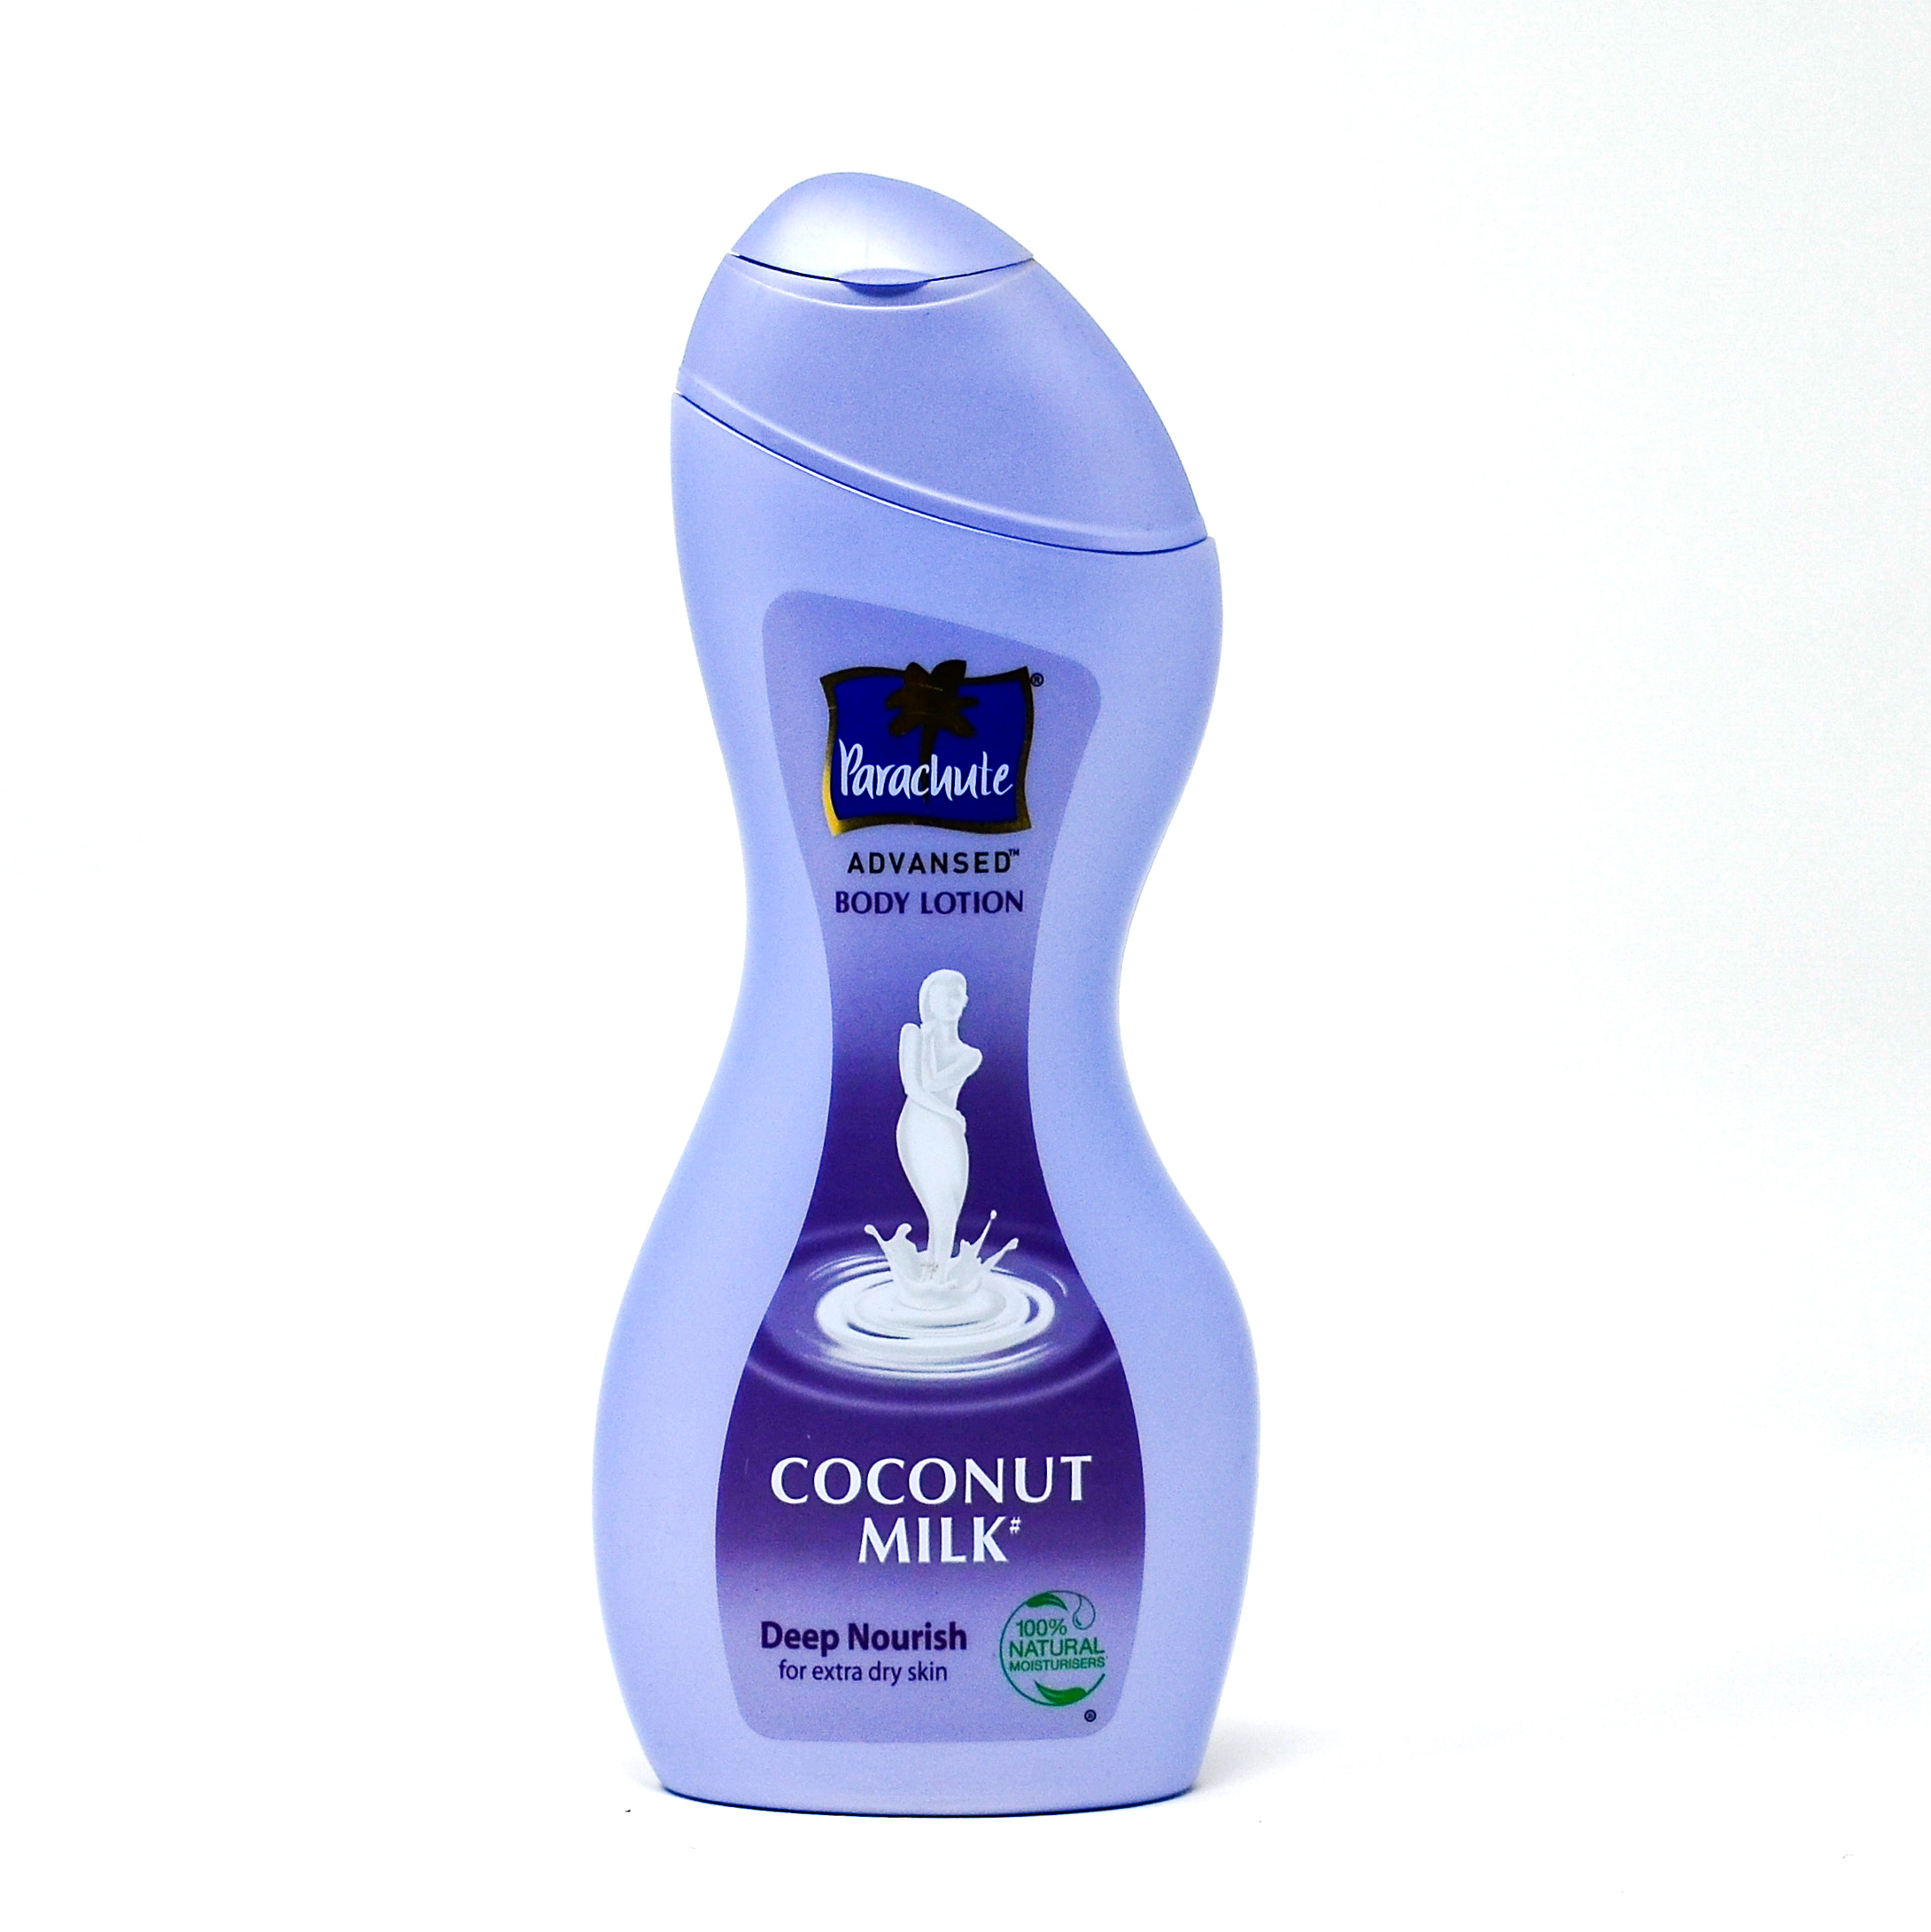 Parachute®
ADVANSED™
BODY LOTION
COCONUT
MILK#
Deep Nourish
for extra dry skin
100%
NATURAL
MOISTURISERS
®